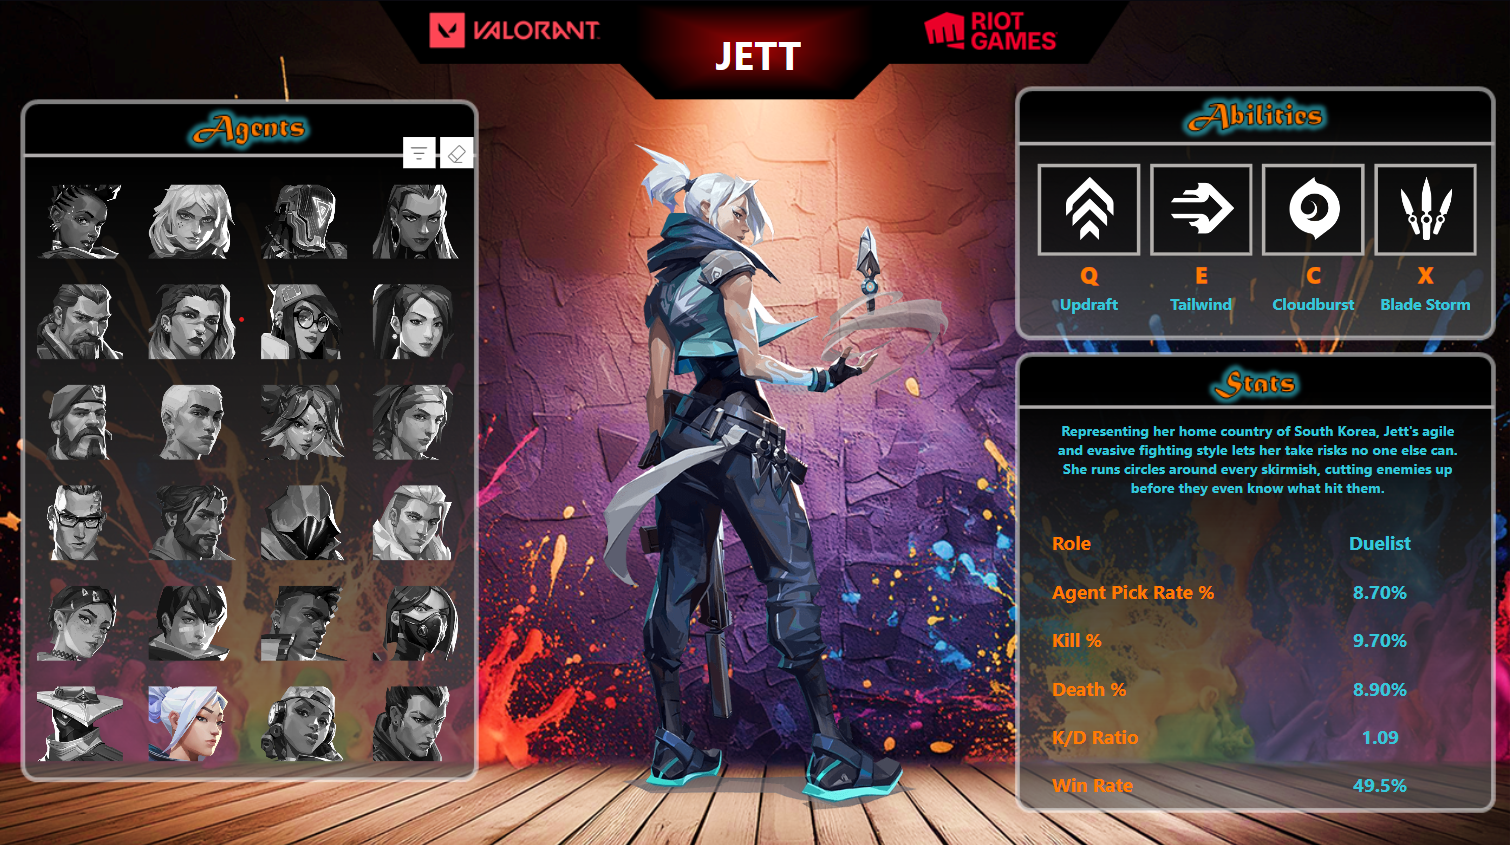 VALORANT
JETT
RIOT
GAMES
Agents
Abilities
Q
E
C
X
Updraft
Tailwind
Cloudburst
Blade Storm
Stats
Representing her home country of South Korea, Jett's agile
and evasive fighting style lets her take risks no one else can.
She runs circles around every skirmish, cutting enemies up
before they even know what hit them.
Role Duelist
Agent Pick Rate % 8.70%
Kill % 9.70%
Death % 8.90%
K/D Ratio 1.09
Win Rate 49.5%